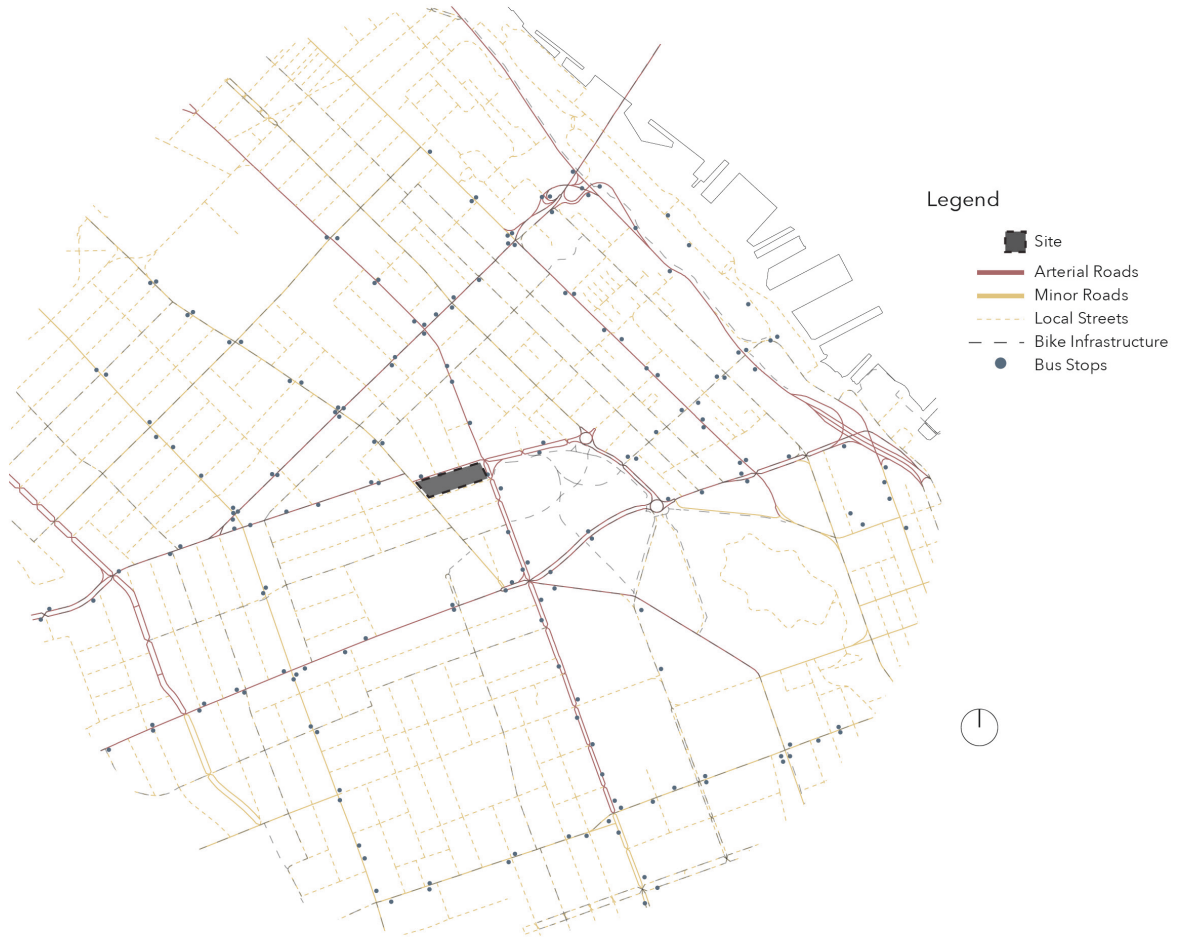 Legend
Site
Arterial Roads
Minor Roads
Local Streets
Bike Infrastructure
Bus Stops